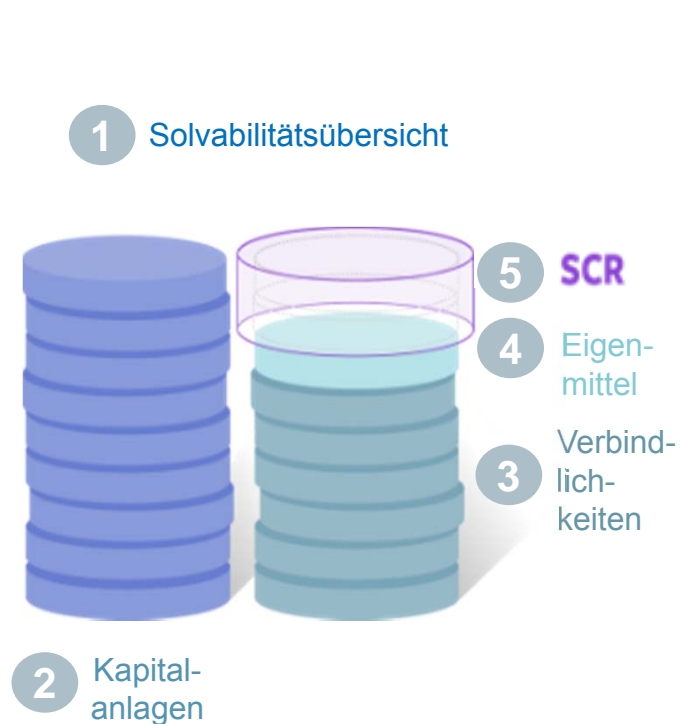 1 Solvabilitätsübersicht
5 SCR
4 Eigen-
mittel
3 Verbind-
lich-
keiten
2 Kapital-
anlagen